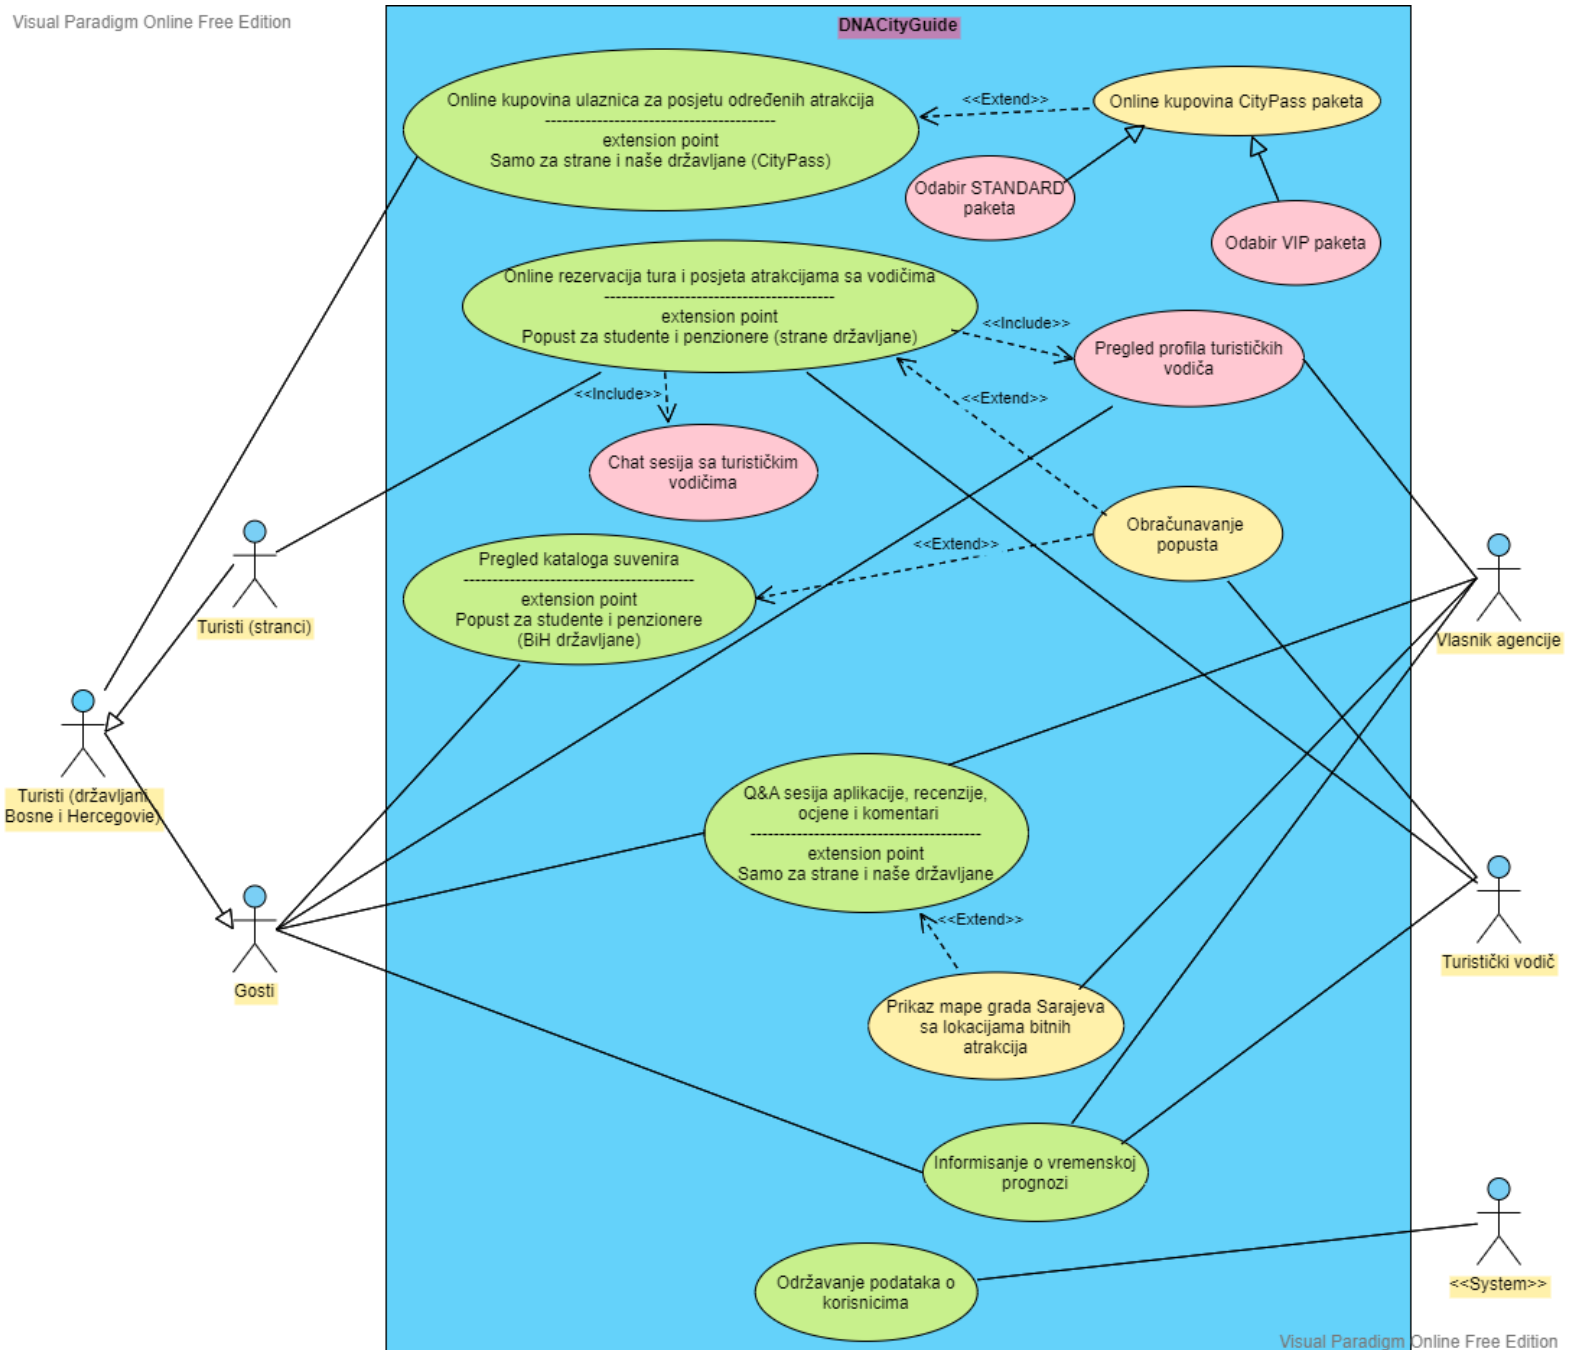 Visual Paradigm Online Free Edition
DNACityGuide
Online kupovina ulaznica za posjetu određenih atrakcija
-----------------------------------------
extension point
Samo za strane i naše državljane (CityPass)
<<Extend>>
Online kupovina CityPass paketa
Odabir STANDARD
paketa
Odabir VIP paketa
Online rezervacija tura i posjeta atrakcijama sa vodičima
-----------------------------------------
extension point
Popust za studente i penzionere (strane državljane)
<<Include>>
Pregled profila turističkih
vodiča
<<Include>>
<<Extend>>
Chat sesija sa turističkim
vodičima
Obračunavanje
popusta
<<Extend>>
Pregled kataloga suvenira
-----------------------------------------
extension point
Popust za studente i penzionere
(BiH državljane)
Turisti (stranci)
Vlasnik agencije
Turisti (državljani
Bosne i Hercegovie)
Q&A sesija aplikacije, recenzije,
ocjene i komentari
-----------------------------------------
extension point
Samo za strane i naše državljane
<<Extend>>
Gosti
Turistički vodič
Prikaz mape grada Sarajeva
sa lokacijama bitnih
atrakcija
Informisanje o vremenskoj
prognozi
Održavanje podataka o
korisnicima
<<System>>
Visual Paradigm Online Free Edition